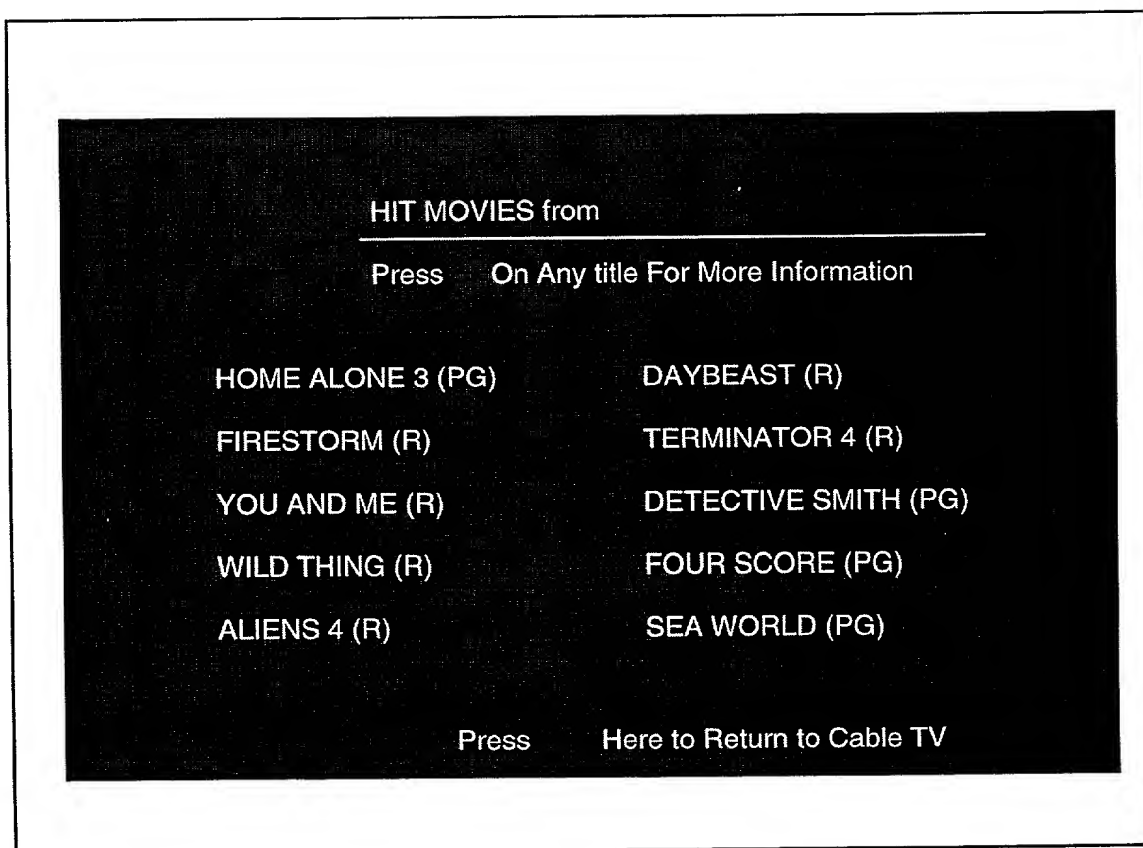 HIT MOVIES from
Press On Any title For More Information
HOME ALONE 3 (PG) DAYBEAST (R)
FIRESTORM (R) TERMINATOR 4 (R)
YOU AND ME (R) DETECTIVE SMITH (PG)
WILD THING (R) FOUR SCORE (PG)
ALIENS 4 (R) SEA WORLD (PG)
Press Here to Return to Cable TV